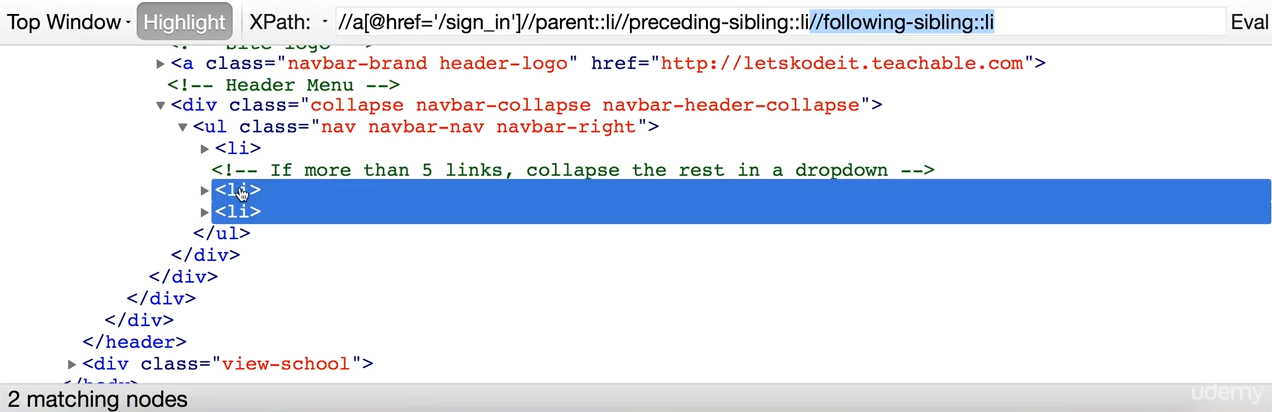 Top Window · Highlight XPath: · //a[@href='/sign_in']//parent::li//preceding-sibling::li//following-sibling::li Eval
<!-- Site logo -->
<a class="navbar-brand header-logo" href="http://letskodeit.teachable.com">
<!-- Header Menu -->
<div class="collapse navbar-collapse navbar-header-collapse">
<ul class="nav navbar-nav navbar-right">
<li>
<!-- If more than 5 links, collapse the rest in a dropdown -->
<li>
<li>
</ul>
</div>
</div>
</div>
</div>
</header>
<div class="view-school">
</body>
2 matching nodes
udemy